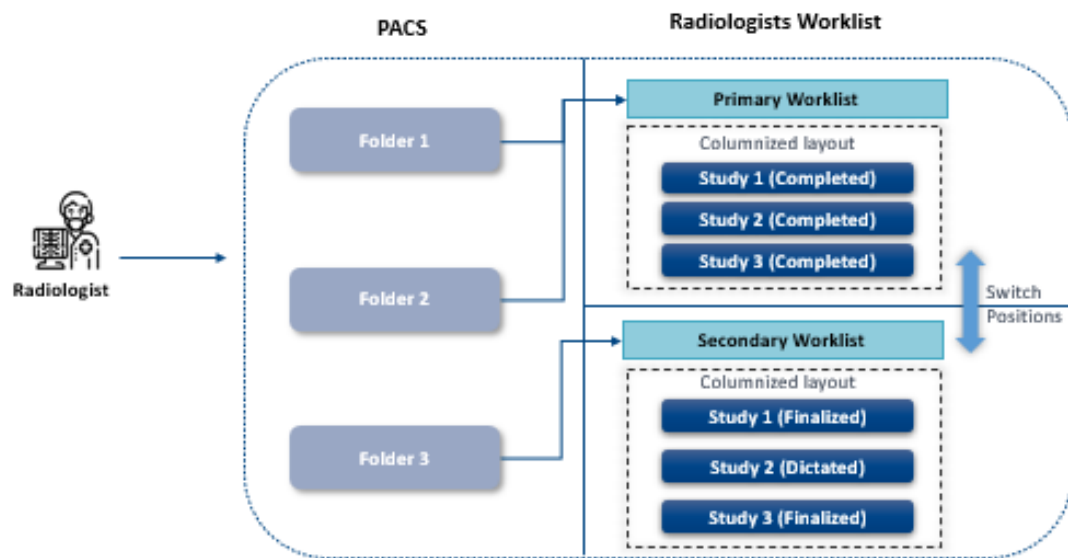 PACS
Radiologists Worklist
Radiologist
Folder 1
Folder 2
Folder 3
Primary Worklist
Columnized layout
Study 1 (Completed)
Study 2 (Completed)
Study 3 (Completed)
Switch
Positions
Secondary Worklist
Columnized layout
Study 1 (Finalized)
Study 2 (Dictated)
Study 3 (Finalized)